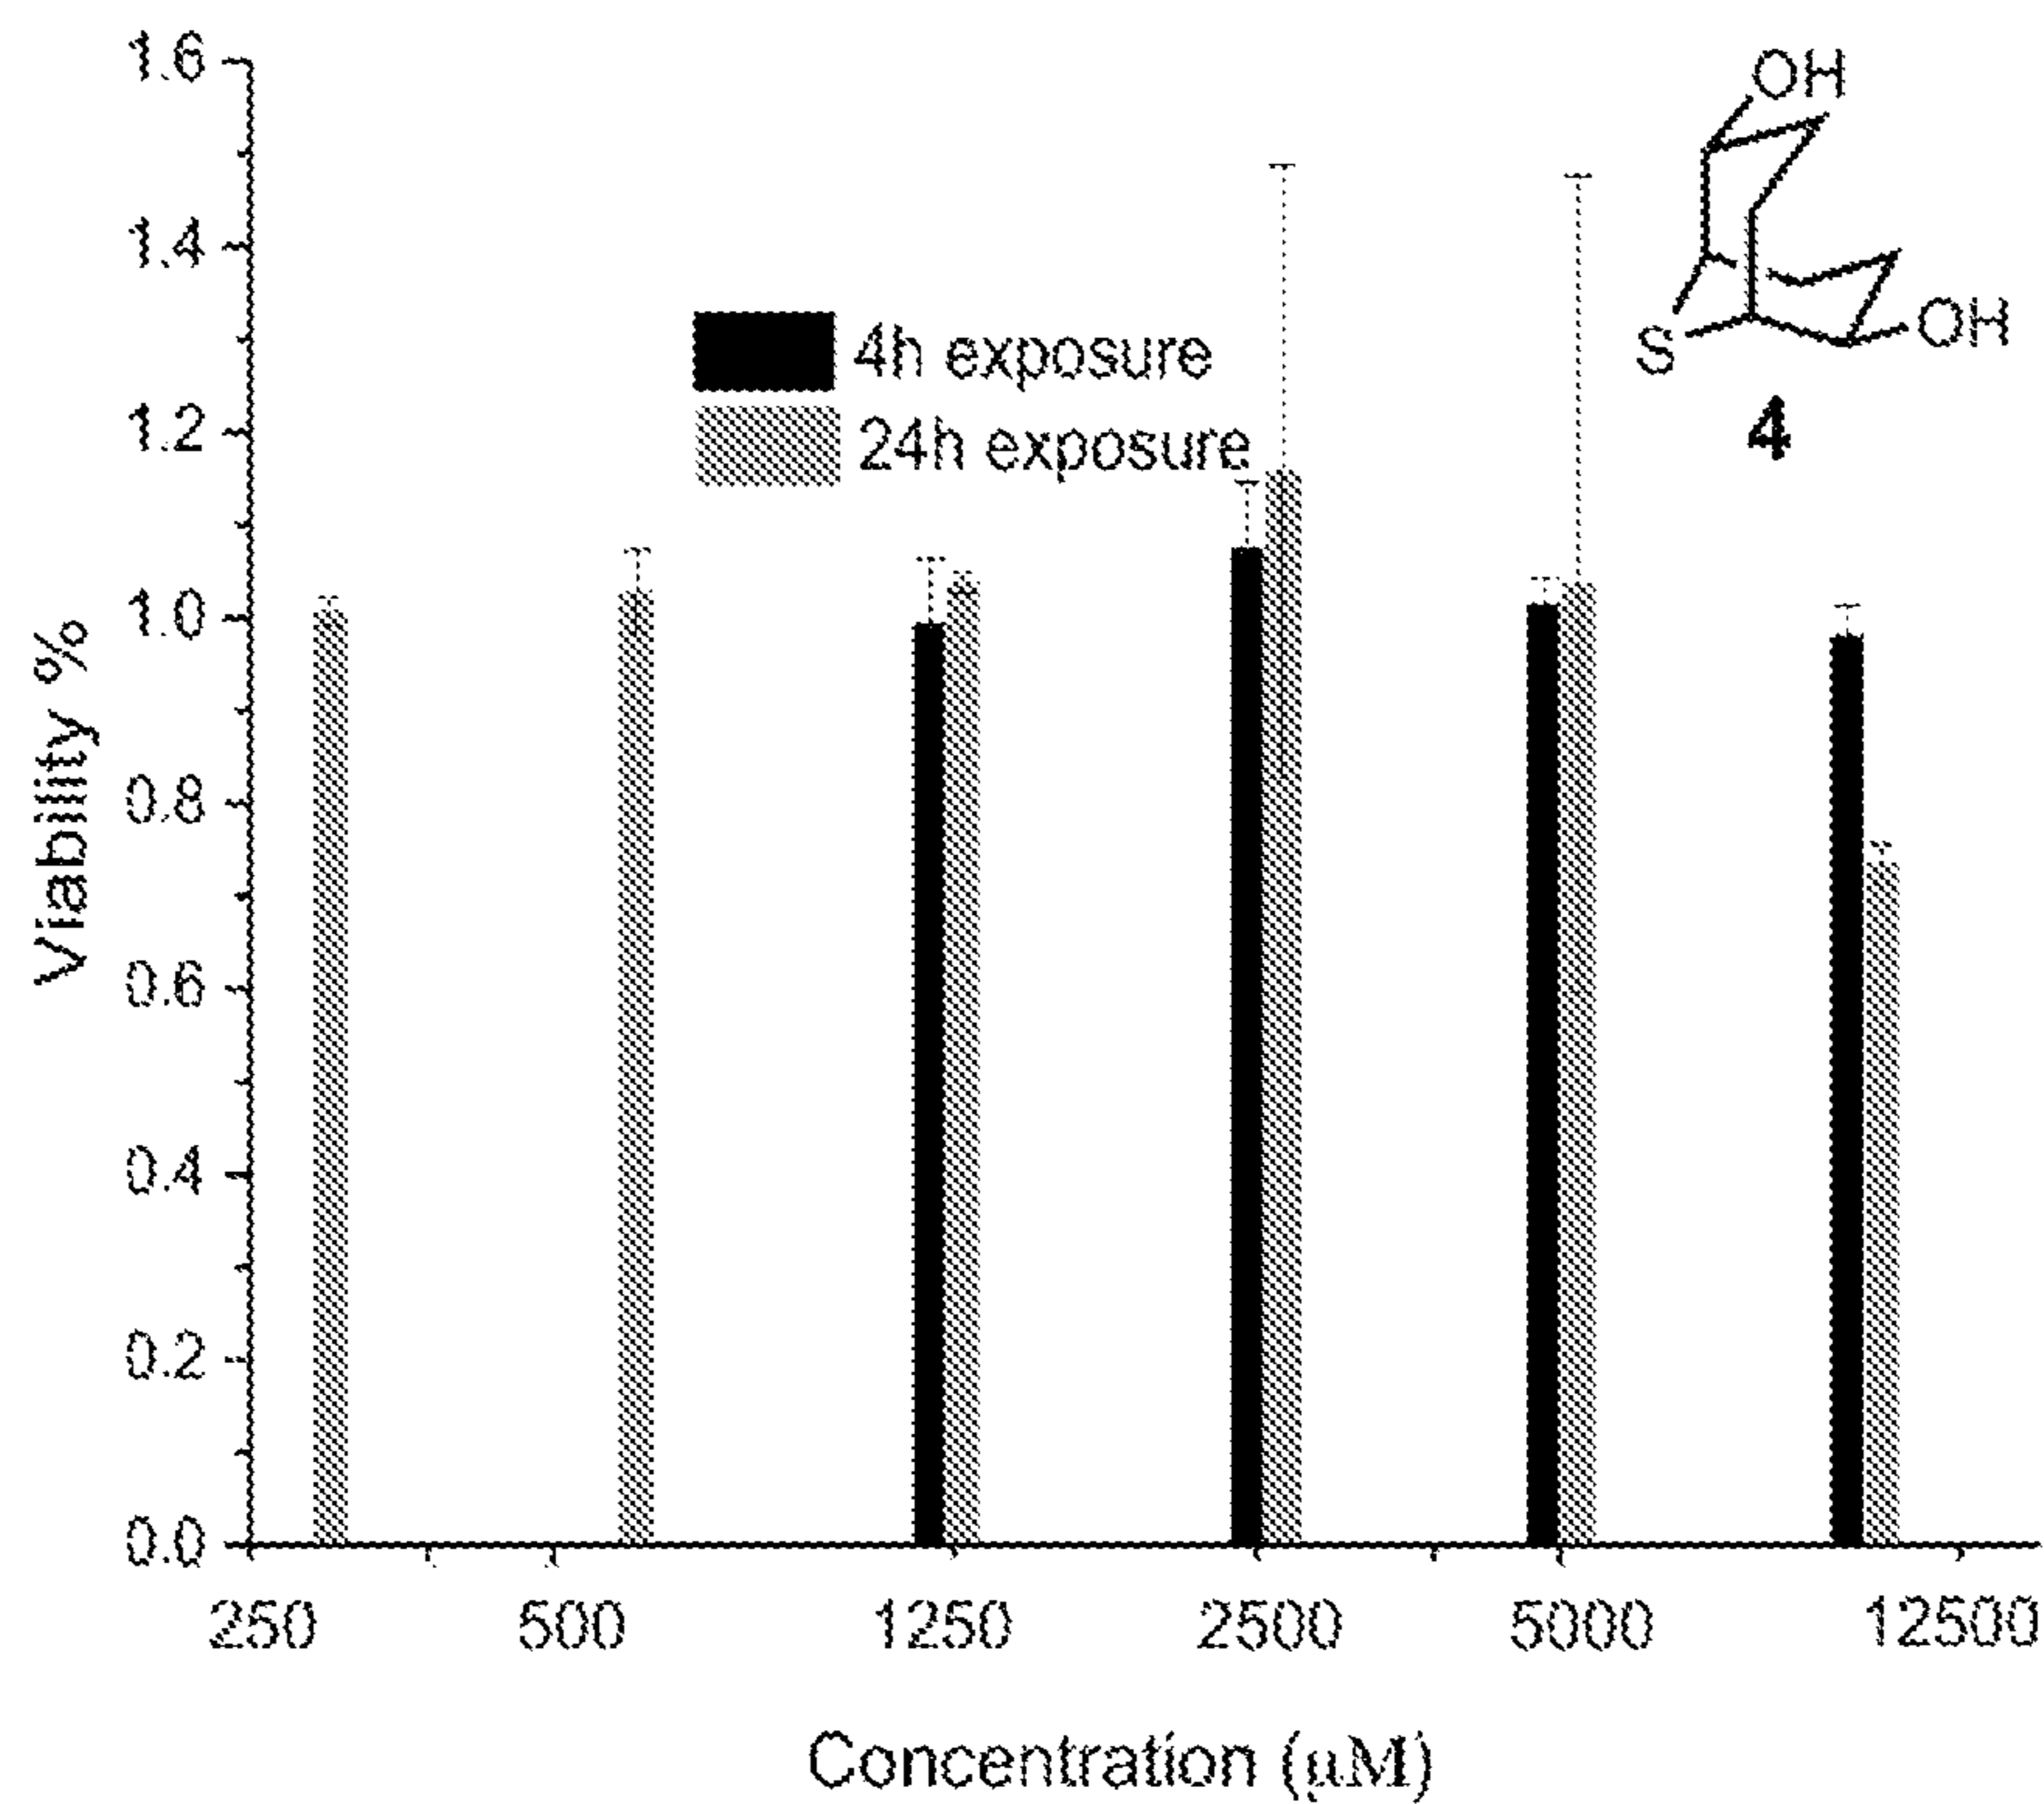 1.6
1.4
1.2
1.0
0.8
0.6
0.4
0.2
0.0
Viability %
4h exposure
24h exposure
OH
OH
S
4
250 500 1250 2500 5000 12500
Concentration (μM)